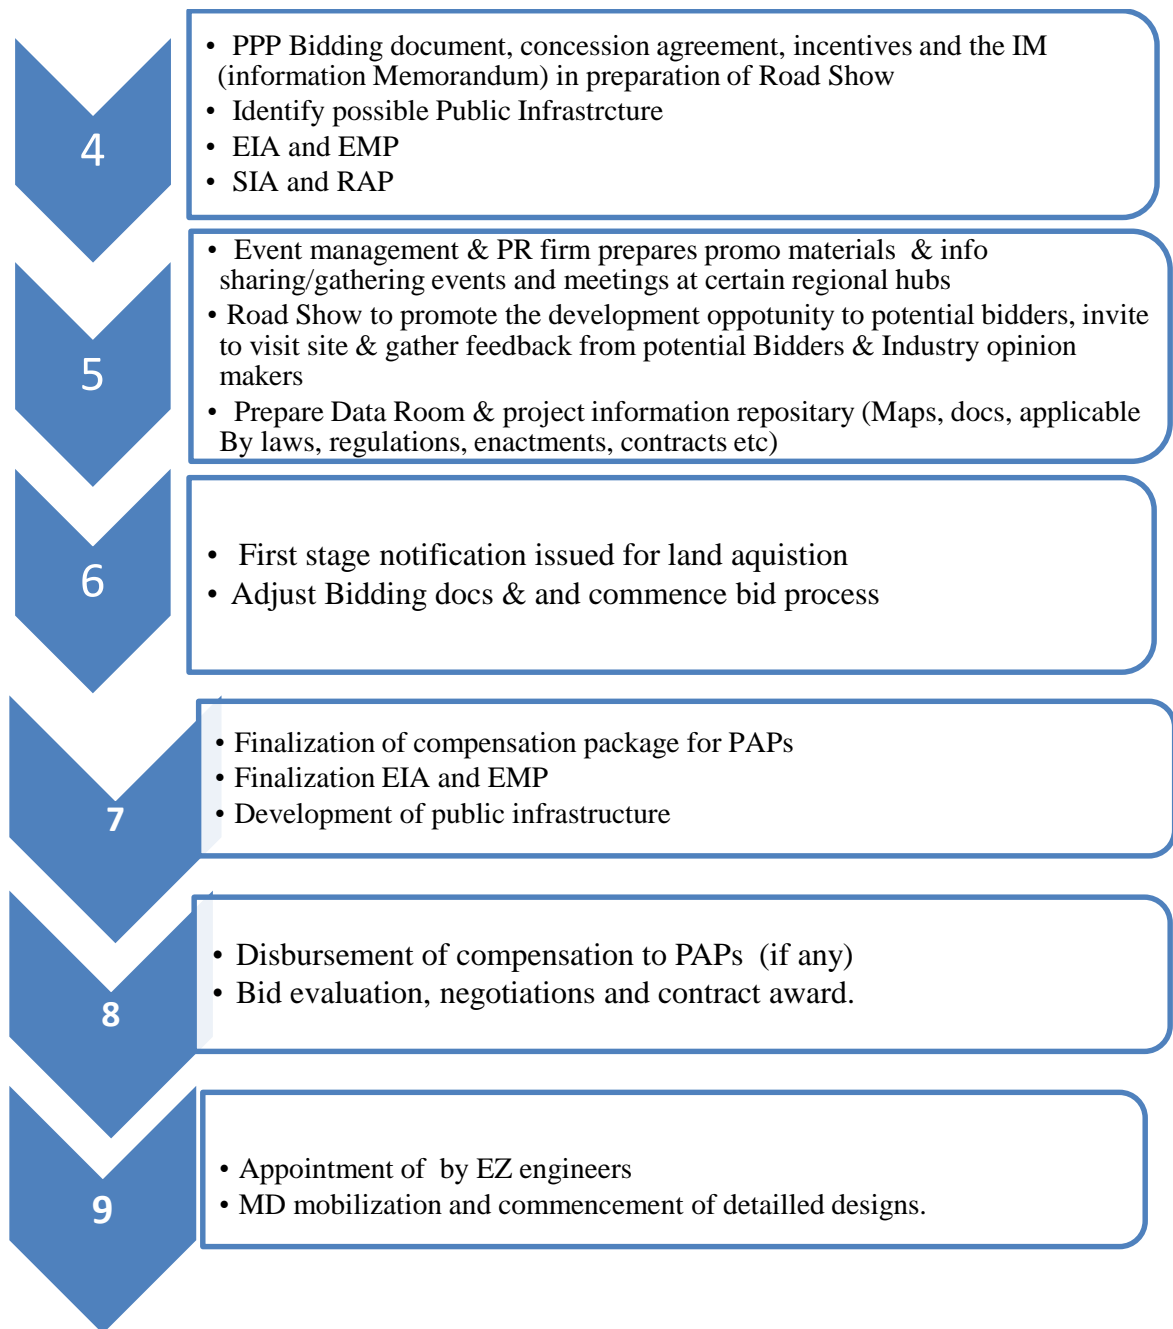 4
• PPP Bidding document, concession agreement, incentives and the IM
(information Memorandum) in preparation of Road Show
• Identify possible Public Infrastrcture
• EIA and EMP
• SIA and RAP
5
• Event management & PR firm prepares promo materials & info
sharing/gathering events and meetings at certain regional hubs
• Road Show to promote the development oppotunity to potential bidders, invite
to visit site & gather feedback from potential Bidders & Industry opinion
makers
• Prepare Data Room & project information repositary (Maps, docs, applicable
By laws, regulations, enactments, contracts etc)
6
• First stage notification issued for land aquistion
• Adjust Bidding docs & and commence bid process
7
• Finalization of compensation package for PAPs
• Finalization EIA and EMP
• Development of public infrastructure
8
• Disbursement of compensation to PAPs (if any)
• Bid evaluation, negotiations and contract award.
9
• Appointment of by EZ engineers
• MD mobilization and commencement of detailled designs.